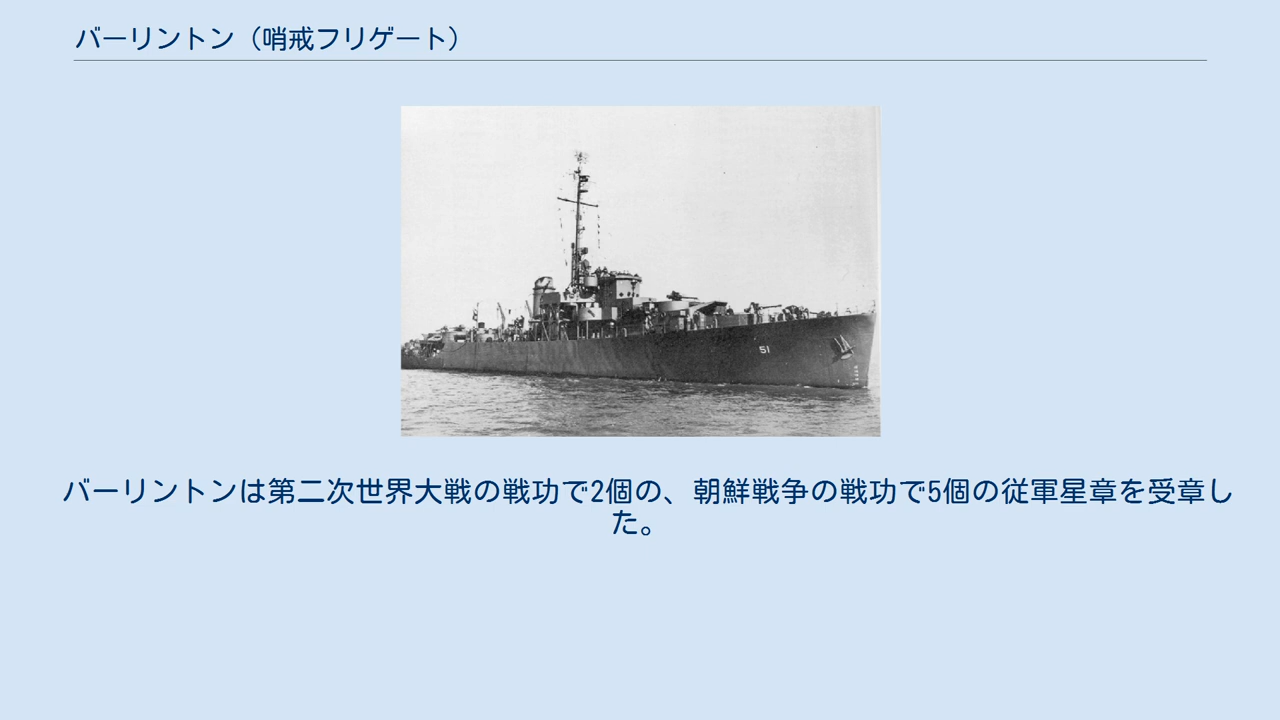 バーリントン（哨戒フリゲート）
51
バーリントンは第二次世界大戦の戦功で2個の、朝鮮戦争の戦功で5個の従軍星章を受章し
た。